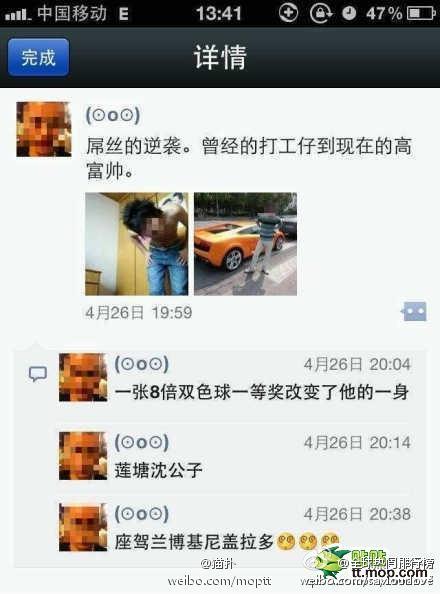 中国移动 E 13:41 47%
完成 详情
(⊙o⊙)
屌丝的逆袭。曾经的打工仔到现在的高
富帅。
4月26日 19:59
(⊙o⊙) 4月26日 20:04
一张8倍双色球一等奖改变了他的一身
(⊙o⊙) 4月26日 20:14
莲塘沈公子
(⊙o⊙) 4月26日 20:38
座驾兰博基尼盖拉多
@猫扑
weibo.com/moptt
tt.mop.com